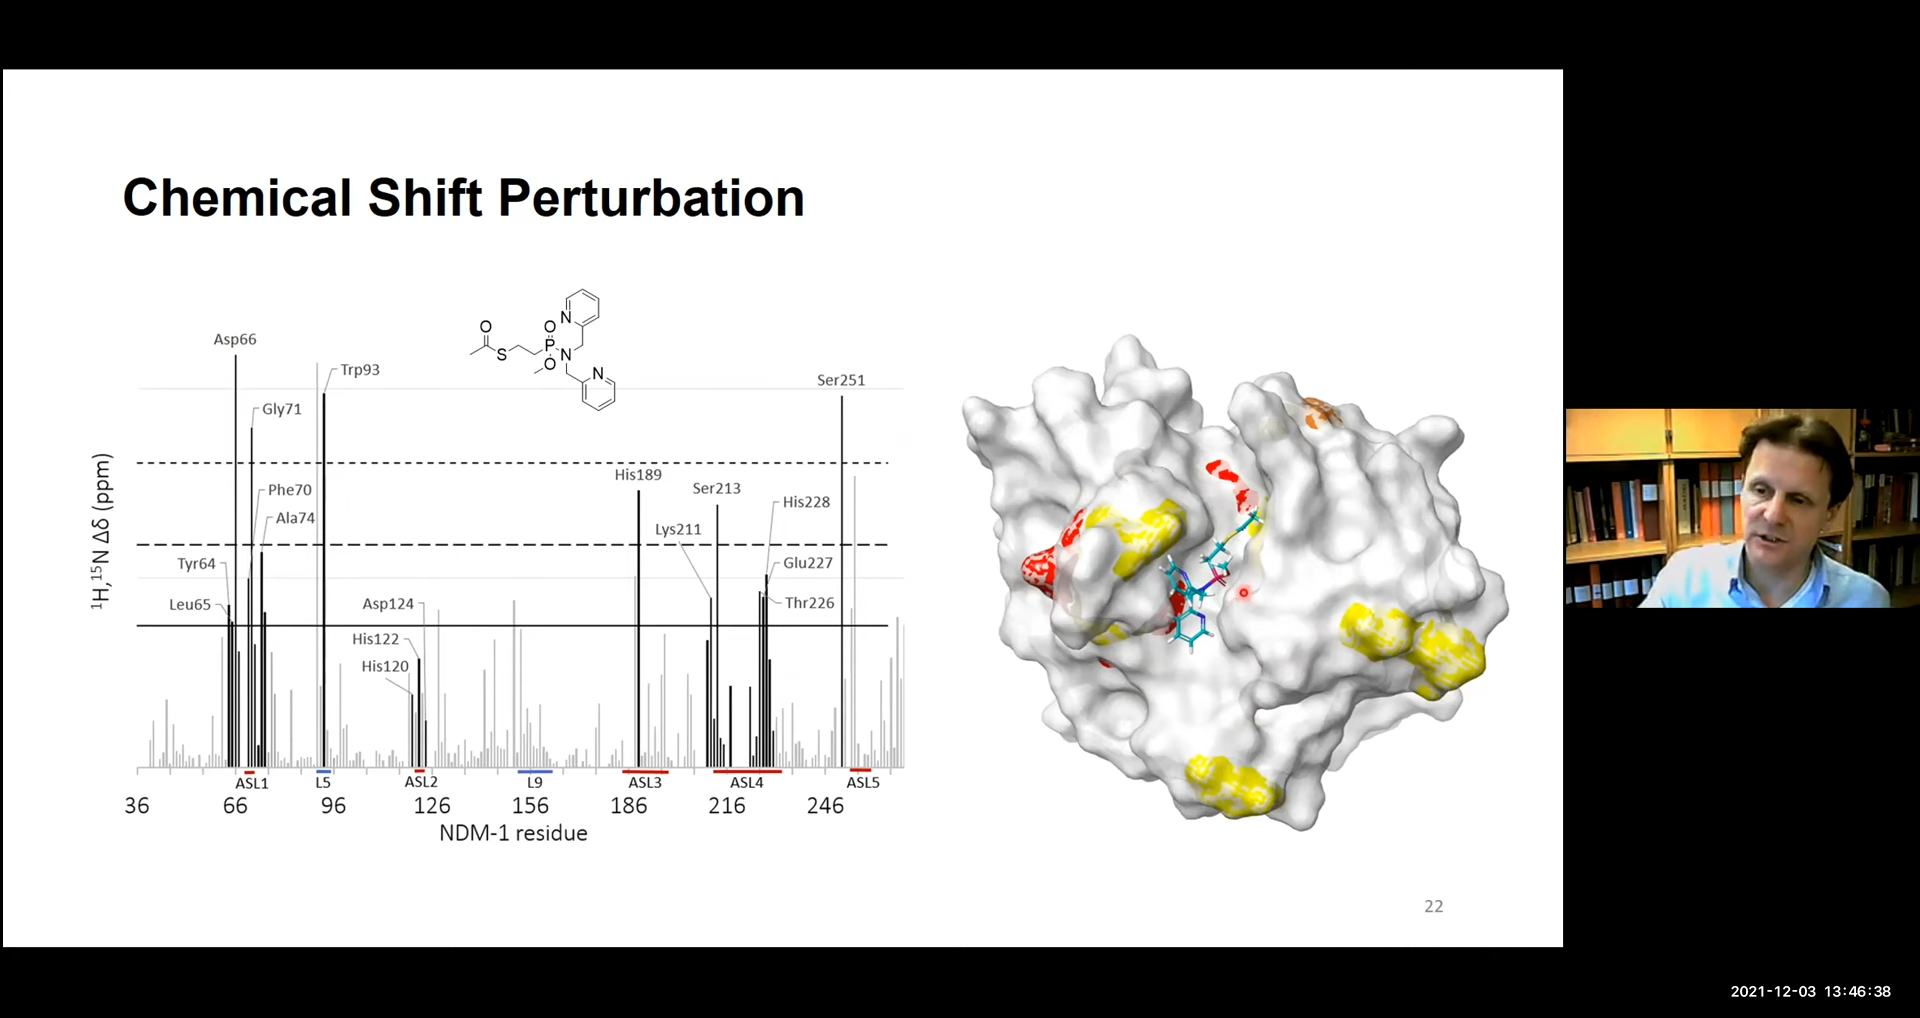 Chemical Shift Perturbation
N
O
O
S
P
N
O
N
Asp66
Trp93
Gly71
Ser251
Phe70
Ala74
His189
Ser213
His228
Lys211
Tyr64
Glu227
Leu65
Asp124
Thr226
His122
His120
¹H,¹⁵N Δδ (ppm)
ASL1 L5 ASL2 L9 ASL3 ASL4 ASL5
36 66 96 126 156 186 216 246
NDM-1 residue
22
2021-12-03 13:46:38